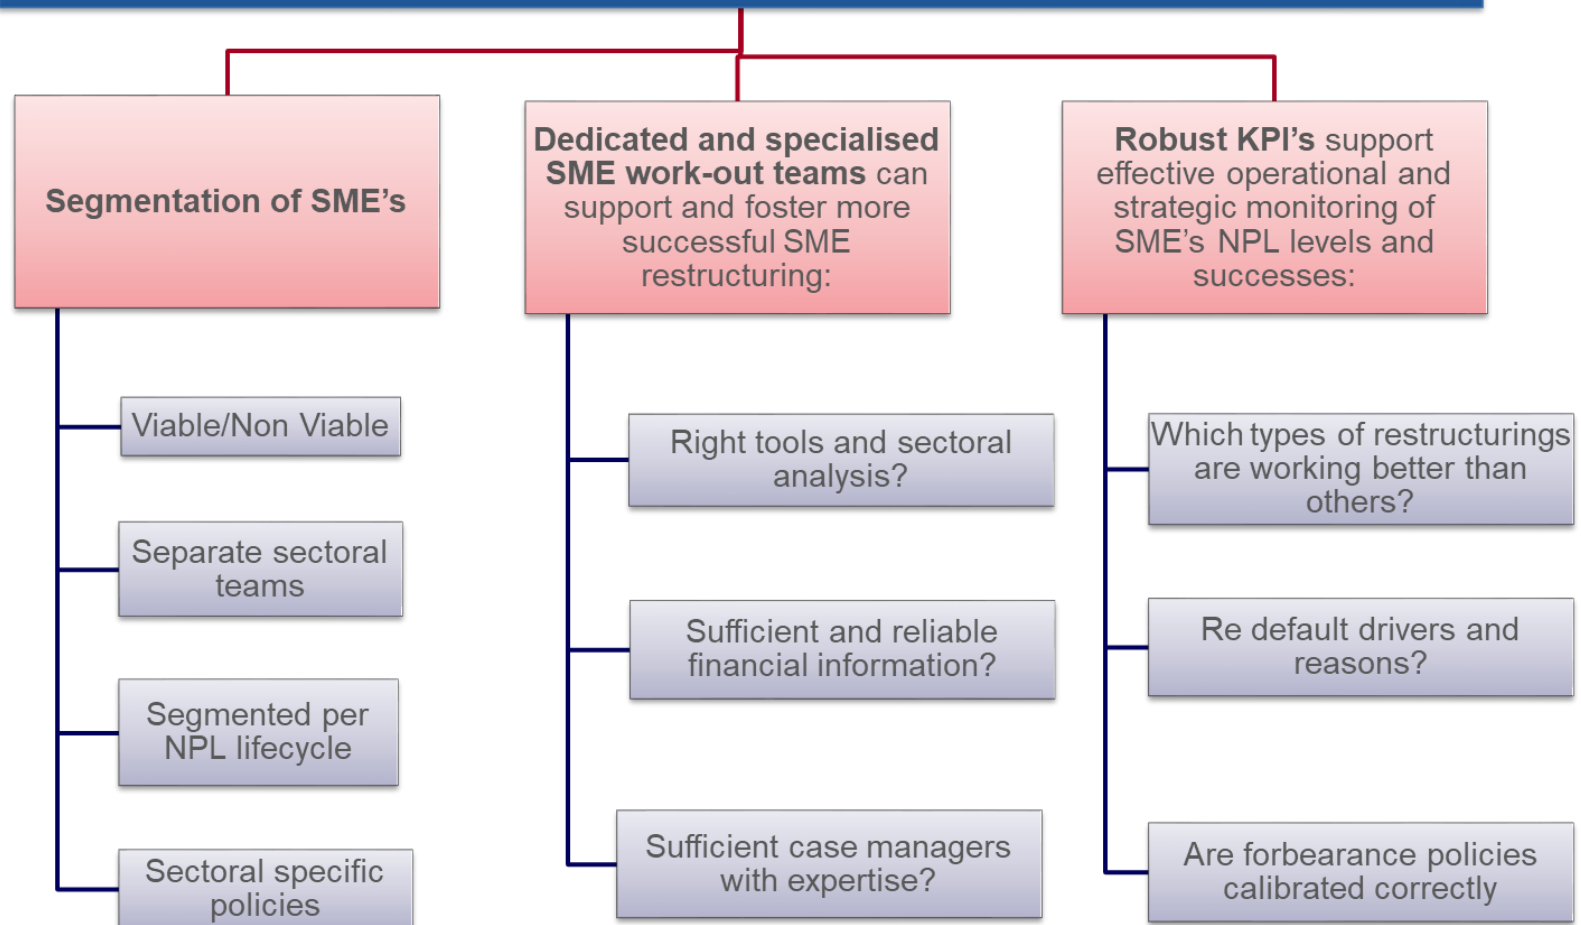 Segmentation of SME’s
Viable/Non Viable
Separate sectoral
teams
Segmented per
NPL lifecycle
Sectoral specific
policies
Dedicated and specialised
SME work-out teams can
support and foster more
successful SME
restructuring:
Right tools and sectoral
analysis?
Sufficient and reliable
financial information?
Sufficient case managers
with expertise?
Robust KPI’s support
effective operational and
strategic monitoring of
SME’s NPL levels and
successes:
Which types of restructurings
are working better than
others?
Re default drivers and
reasons?
Are forbearance policies
calibrated correctly